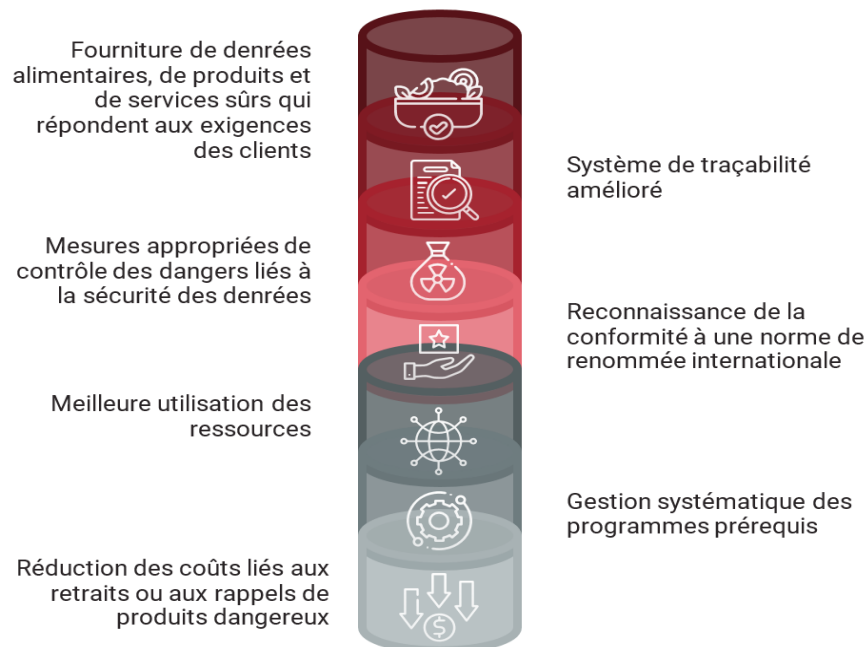 Fourniture de denrées
alimentaires, de produits et
de services sûrs qui
répondent aux exigences
des clients
Système de traçabilité
amélioré
Mesures appropriées de
contrôle des dangers liés à
la sécurité des denrées
Reconnaissance de la
conformité à une norme de
renommée internationale
Meilleure utilisation des
ressources
Gestion systématique des
programmes prérequis
Réduction des coûts liés aux
retraits ou aux rappels de
produits dangereux
$